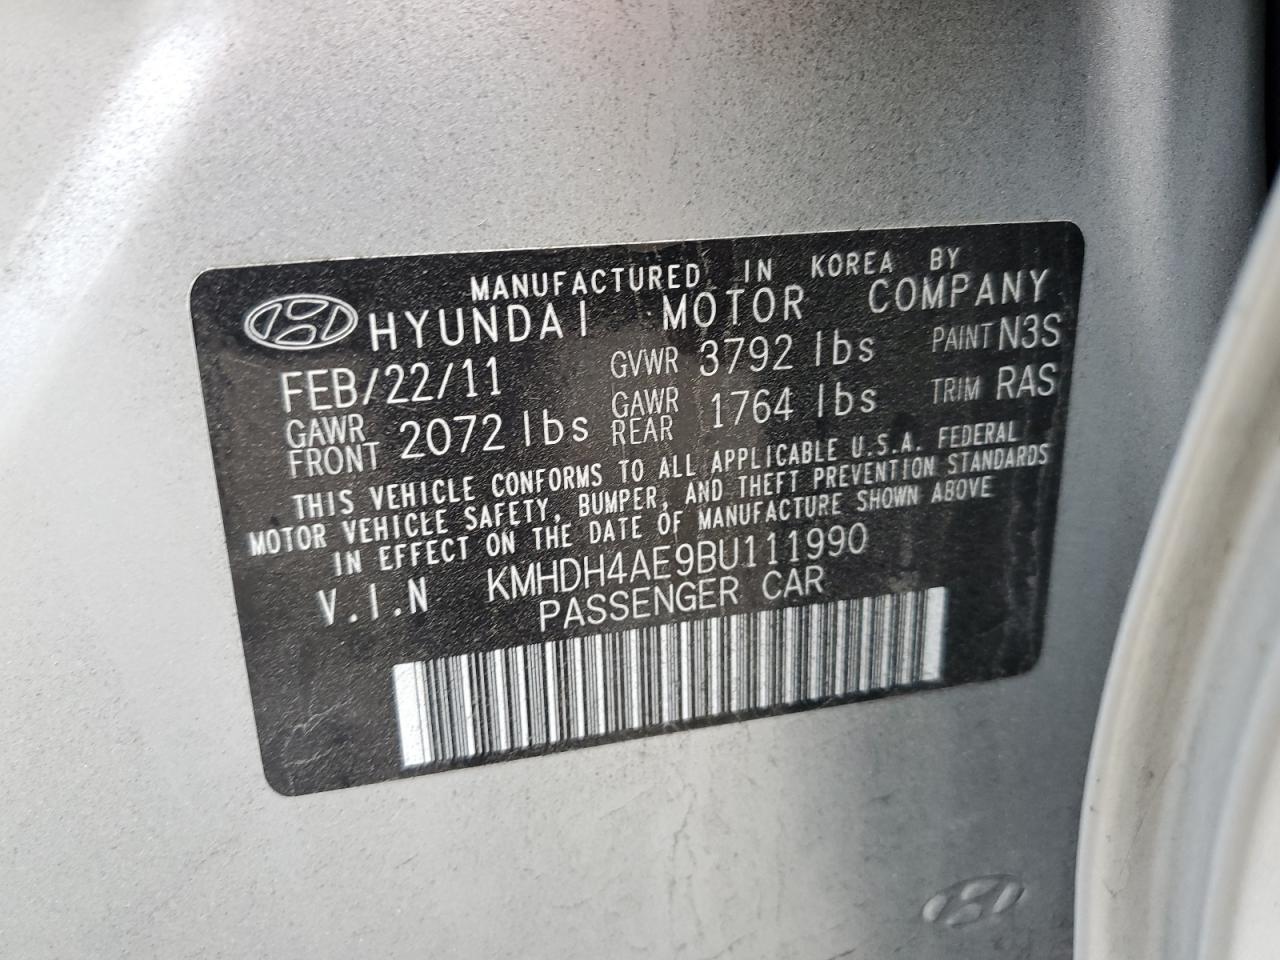 MANUFACTURED IN KOREA BY
HYUNDAI MOTOR COMPANY
FEB/22/11 GVWR 3792 lbs PAINT N3S
GAWR FRONT 2072 lbs GAWR REAR 1764 lbs TRIM RAS
THIS VEHICLE CONFORMS TO ALL APPLICABLE U.S.A. FEDERAL
MOTOR VEHICLE SAFETY, BUMPER, AND THEFT PREVENTION STANDARDS
IN EFFECT ON THE DATE OF MANUFACTURE SHOWN ABOVE
V.I.N KMHDH4AE9BU111990
PASSENGER CAR